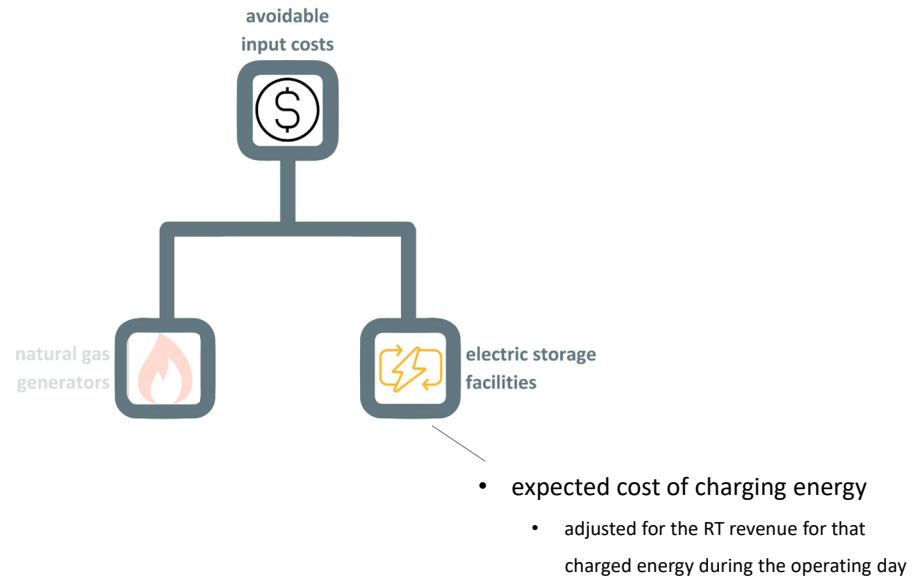 avoidable
input costs
$
natural gas
generators
electric storage
facilities
• expected cost of charging energy
• adjusted for the RT revenue for that
charged energy during the operating day